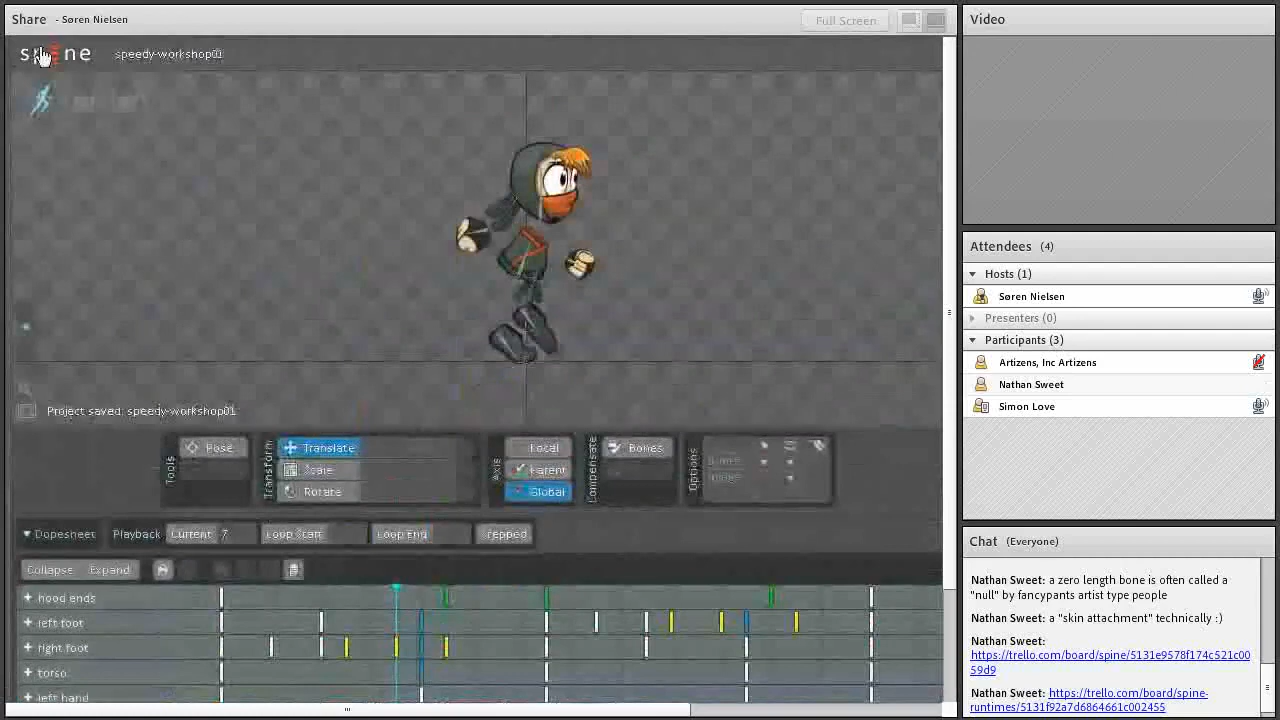 Share - Søren Nielsen
Full Screen
speedy-workshop01
Project saved: speedy-workshop01
Tools
Pose
Transform
Translate
Scale
Rotate
Axis
Local
Parent
Global
Compensate
Bones
Options
Bones
Images
Dopesheet
Playback
Current 7
Loop Start
Loop End
Collapse
Expand
hood ends
left foot
right foot
torso
left hand
Video
Attendees (4)
Hosts (1)
Søren Nielsen
Presenters (0)
Participants (3)
Artizens, Inc Artizens
Nathan Sweet
Simon Love
Chat (Everyone)
Nathan Sweet: a zero length bone is often called a
"null" by fancypants artist type people
Nathan Sweet: a "skin attachment" technically :)
Nathan Sweet:
https://trello.com/board/spine/5131e9578f174c521c00
59d9
Nathan Sweet: https://trello.com/board/spine-
runtimes/5131f92a7d6864661c002455